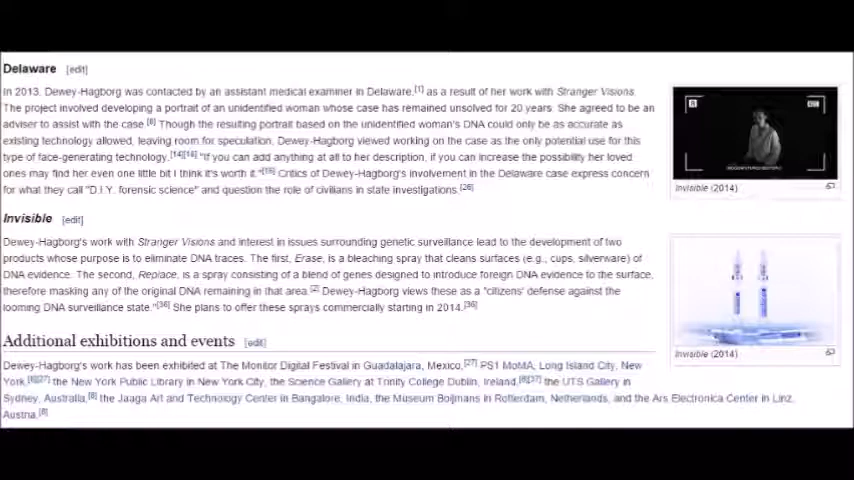 Delaware [edit]
In 2013, Dewey-Hagborg was contacted by an assistant medical examiner in Delaware,[1] as a result of her work with Stranger Visions.
The project involved developing a portrait of an unidentified woman whose case has remained unsolved for 20 years. She agreed to be an
adviser to assist with the case.[6] Though the resulting portrait based on the unidentified woman's DNA could only be as accurate as
existing technology allowed, leaving room for speculation, Dewey-Hagborg viewed working on the case as the only potential use for this
type of face-generating technology. "If you can add anything at all to her description, if you can increase the possibility her loved
ones may find her even one little bit I think it's worth it." Critics of Dewey-Hagborg's involvement in the Delaware case express concern
for what they call "D.I.Y. forensic science" and question the role of civilians in state investigations.
Invisible (2014)
Invisible [edit]
Dewey-Hagborg's work with Stranger Visions and interest in issues surrounding genetic surveillance lead to the development of two
products whose purpose is to eliminate DNA traces. The first, Erase, is a bleaching spray that cleans surfaces (e.g., cups, silverware) of
DNA evidence. The second, Replace, is a spray consisting of a blend of genes designed to introduce foreign DNA evidence to the surface,
therefore masking any of the original DNA remaining in that area.[2] Dewey-Hagborg views these as a "citizens' defense against the
looming DNA surveillance state."[36] She plans to offer these sprays commercially starting in 2014.[36]
Invisible (2014)
Additional exhibitions and events [edit]
Dewey-Hagborg's work has been exhibited at The Monitor Digital Festival in Guadalajara, Mexico,[27] PS1 MoMA, Long Island City, New
York, the New York Public Library in New York City, the Science Gallery at Trinity College Dublin, Ireland, the UTS Gallery in
Sydney, Australia, the Jaaga Art and Technology Center in Bangalore, India, the Museum Boijmans in Rotterdam, Netherlands, and the Ars Electronica Center in Linz,
Austria.